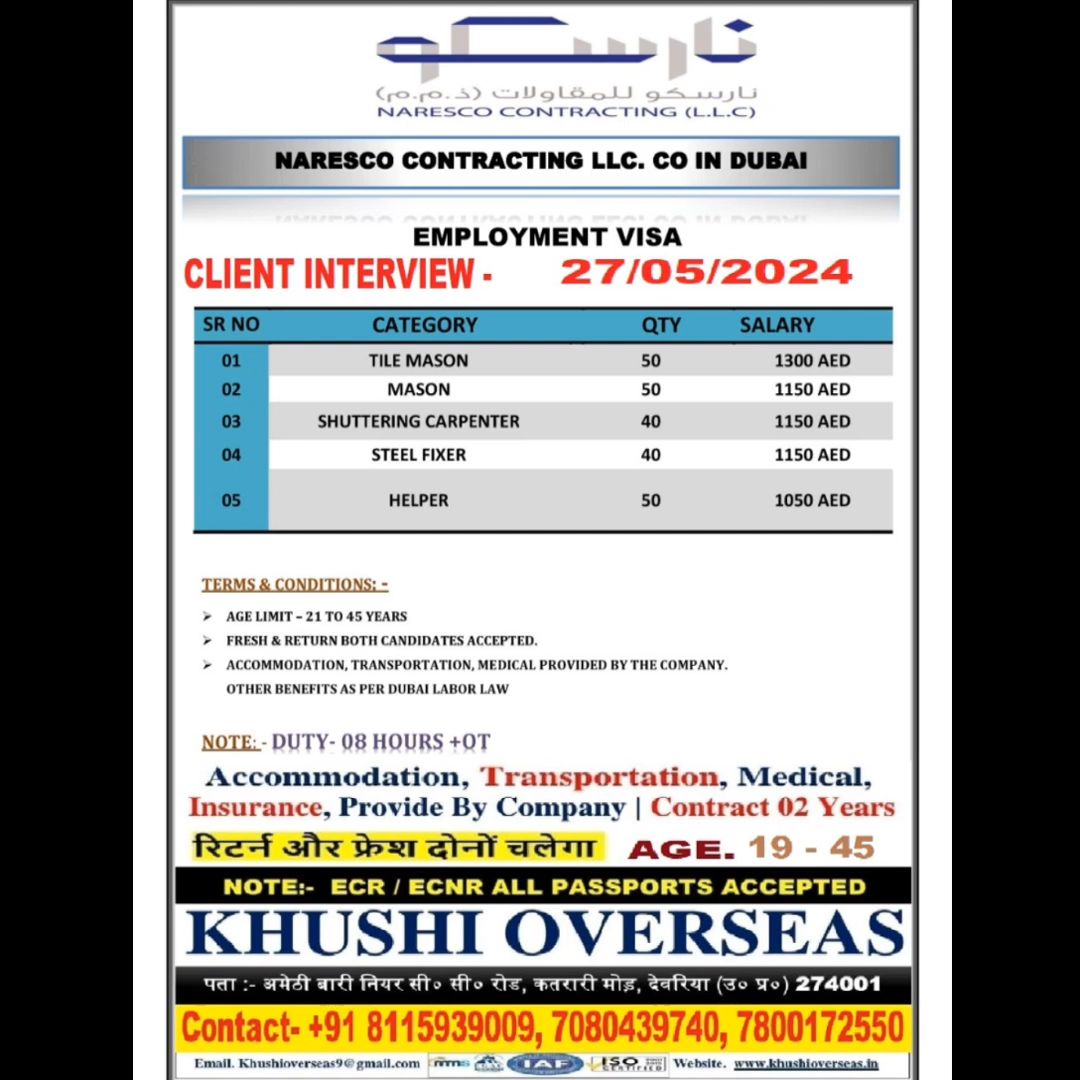 نارسكو
نارسكو للمقاولات (ذ.م.م)
NARESCO CONTRACTING (L.L.C)
NARESCO CONTRACTING LLC. CO IN DUBAI
EMPLOYMENT VISA
CLIENT INTERVIEW - 27/05/2024
SR NO CATEGORY QTY SALARY
01 TILE MASON 50 1300 AED
02 MASON 50 1150 AED
03 SHUTTERING CARPENTER 40 1150 AED
04 STEEL FIXER 40 1150 AED
05 HELPER 50 1050 AED
TERMS & CONDITIONS: -
➢ AGE LIMIT – 21 TO 45 YEARS
➢ FRESH & RETURN BOTH CANDIDATES ACCEPTED.
➢ ACCOMMODATION, TRANSPORTATION, MEDICAL PROVIDED BY THE COMPANY.
OTHER BENEFITS AS PER DUBAI LABOR LAW
NOTE: - DUTY- 08 HOURS +OT
Accommodation, Transportation, Medical,
Insurance, Provide By Company | Contract 02 Years
रिटर्न और फ्रेश दोनों चलेगा AGE. 19 - 45
NOTE:- ECR / ECNR ALL PASSPORTS ACCEPTED
KHUSHI OVERSEAS
पता :- अमेठी बारी नियर सी० सी० रोड, कतरारी मोड़, देवरिया (उ० प्र०) 274001
Contact- +91 8115939009, 7080439740, 7800172550
Email. Khushioverseas9@gmail.com IAF ISO CERTIFIED Website. www.khushioverseas.in